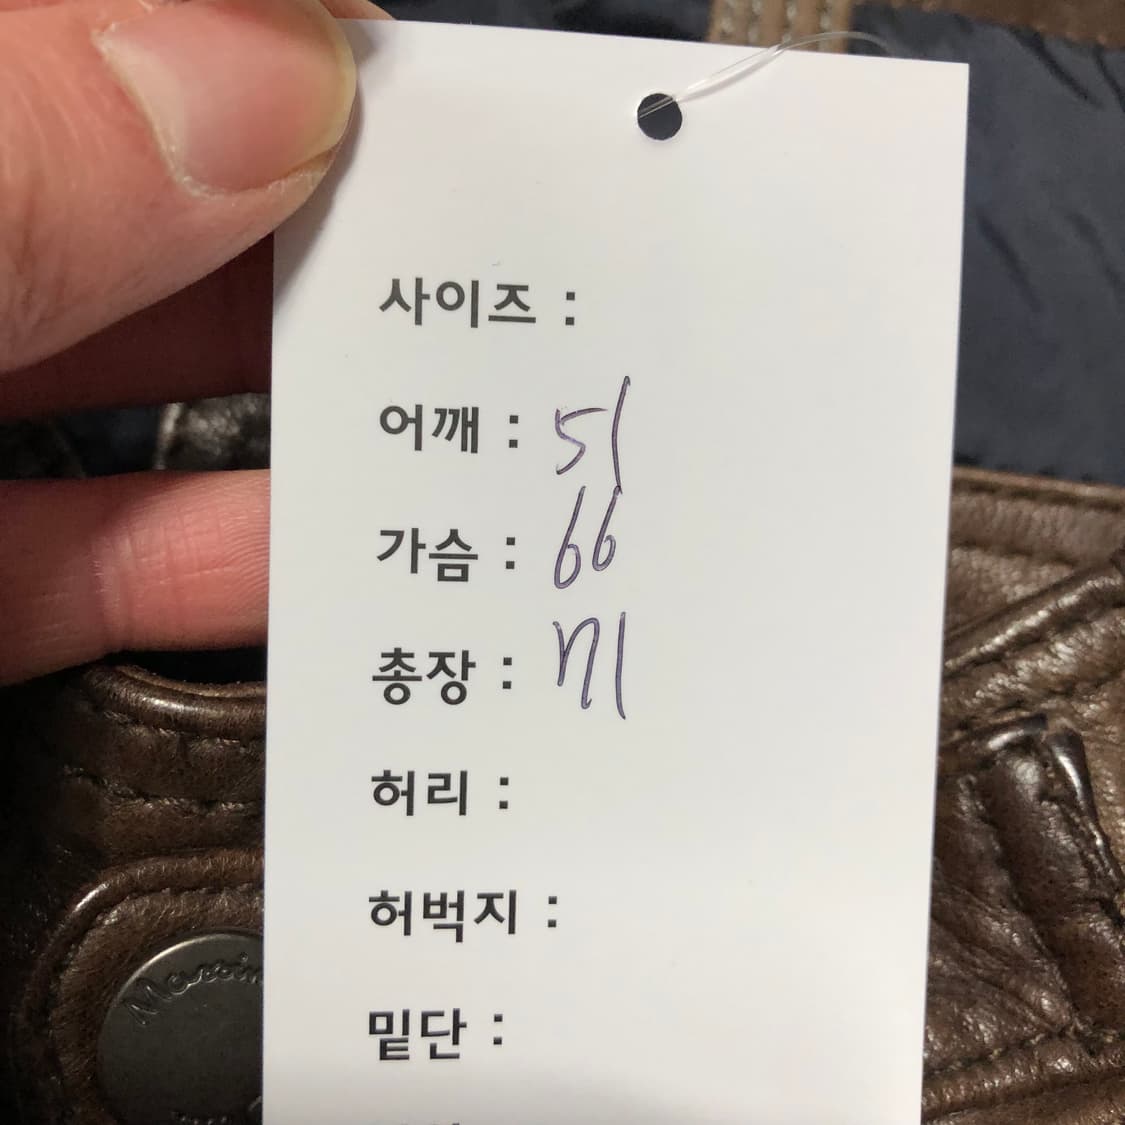 사이즈 :
어깨 : 51
가슴 : 66
총장 : 71
허리 :
허벅지 :
밑단 :
Massim